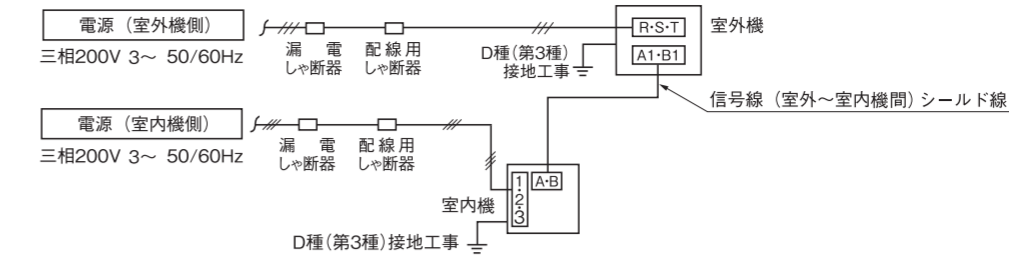 電源（室外機側）
三相200V 3～ 50/60Hz
漏　電
しゃ断器
配線用
しゃ断器
D種（第3種）
接地工事
R･S･T
A1･B1
室外機
信号線（室外～室内機間）シールド線
電源（室内機側）
三相200V 3～ 50/60Hz
漏　電
しゃ断器
配線用
しゃ断器
1･2･3
A･B
室内機
D種（第3種）接地工事